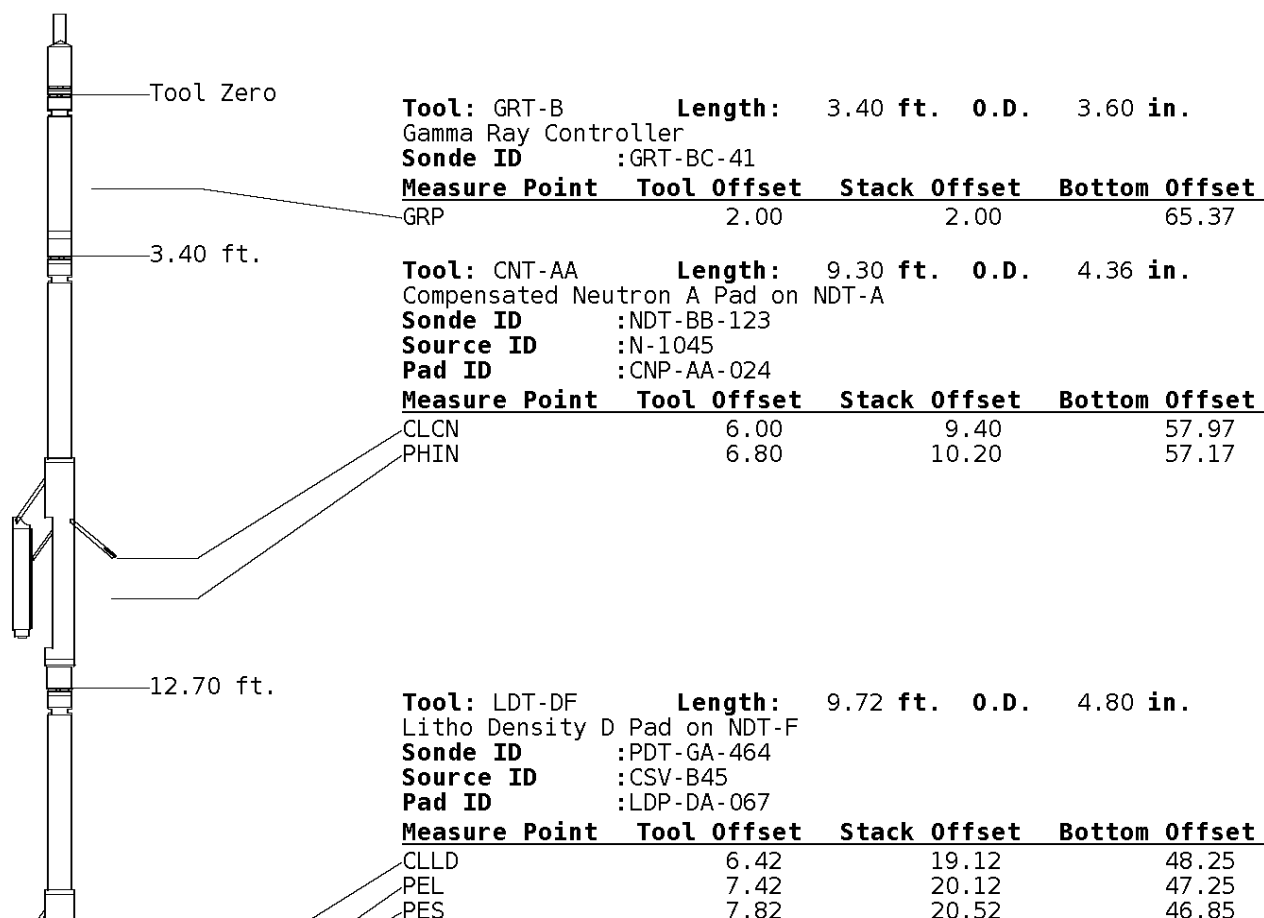 Tool Zero
Tool: GRT-B Length: 3.40 ft. O.D. 3.60 in.
Gamma Ray Controller
Sonde ID :GRT-BC-41
Measure Point Tool Offset Stack Offset Bottom Offset
GRP 2.00 2.00 65.37
3.40 ft.
Tool: CNT-AA Length: 9.30 ft. O.D. 4.36 in.
Compensated Neutron A Pad on NDT-A
Sonde ID :NDT-BB-123
Source ID :N-1045
Pad ID :CNP-AA-024
Measure Point Tool Offset Stack Offset Bottom Offset
CLCN 6.00 9.40 57.97
PHIN 6.80 10.20 57.17
12.70 ft.
Tool: LDT-DF Length: 9.72 ft. O.D. 4.80 in.
Litho Density D Pad on NDT-F
Sonde ID :PDT-GA-464
Source ID :CSV-B45
Pad ID :LDP-DA-067
Measure Point Tool Offset Stack Offset Bottom Offset
CLLD 6.42 19.12 48.25
PEL 7.42 20.12 47.25
PES 7.82 20.52 46.85